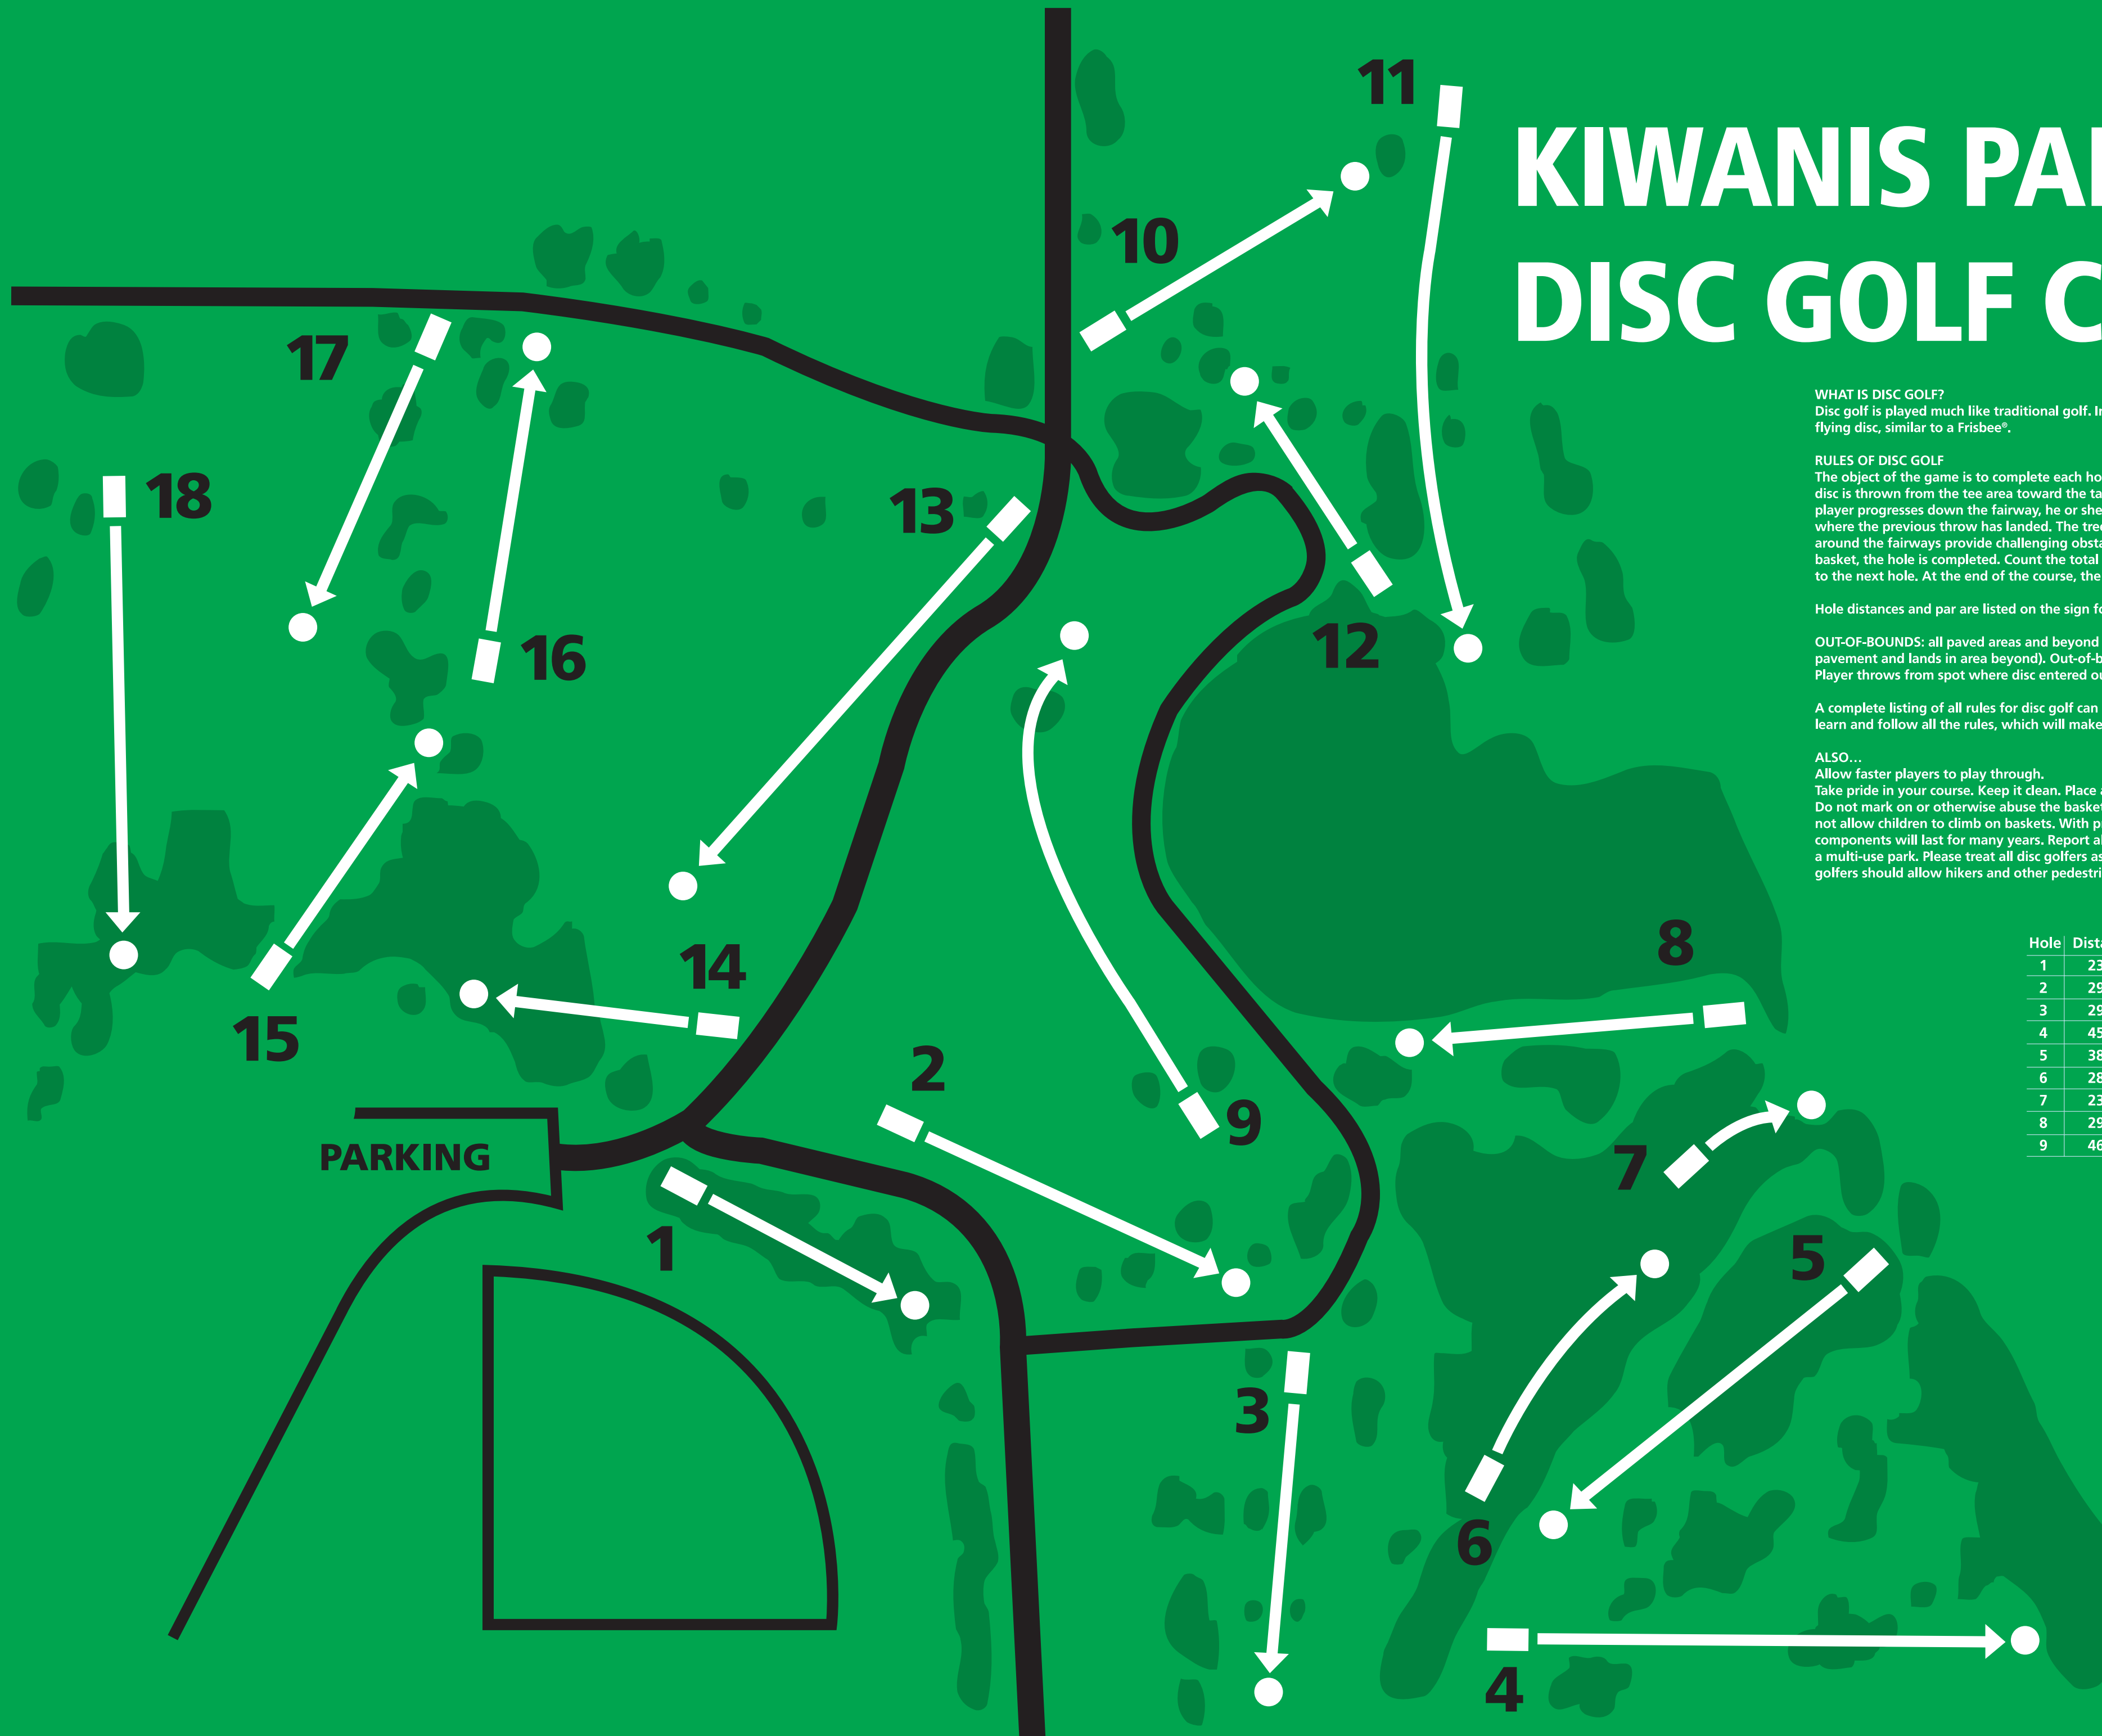 KIWANIS
DISC GOLF
WHAT IS DISC GOLF?
Disc golf is played much like traditional golf.
flying disc, similar to a Frisbee®.
RULES OF DISC GOLF
The object of the game is to complete each
disc is thrown from the tee area toward the
player progresses down the fairway, he or she
where the previous throw has landed. The
around the fairways provide challenging
basket, the hole is completed. Count the total
to the next hole. At the end of the course, the
Hole distances and par are listed on the sign
OUT-OF-BOUNDS: all paved areas and beyond
pavement and lands in area beyond).
Player throws from spot where disc entered
A complete listing of all rules for disc golf can
learn and follow all the rules, which will make
ALSO…
Allow faster players to play through.
Take pride in your course. Keep it clean. Place
Do not mark on or otherwise abuse the
not allow children to climb on baskets. With
components will last for many years. Report
a multi-use park. Please treat all disc golfers
golfers should allow hikers and other
Hole
1
2
3
4
5
6
7
8
9
11
10
17
18
13
16
12
8
14
15
2
9
PARKING
7
1
5
3
6
4